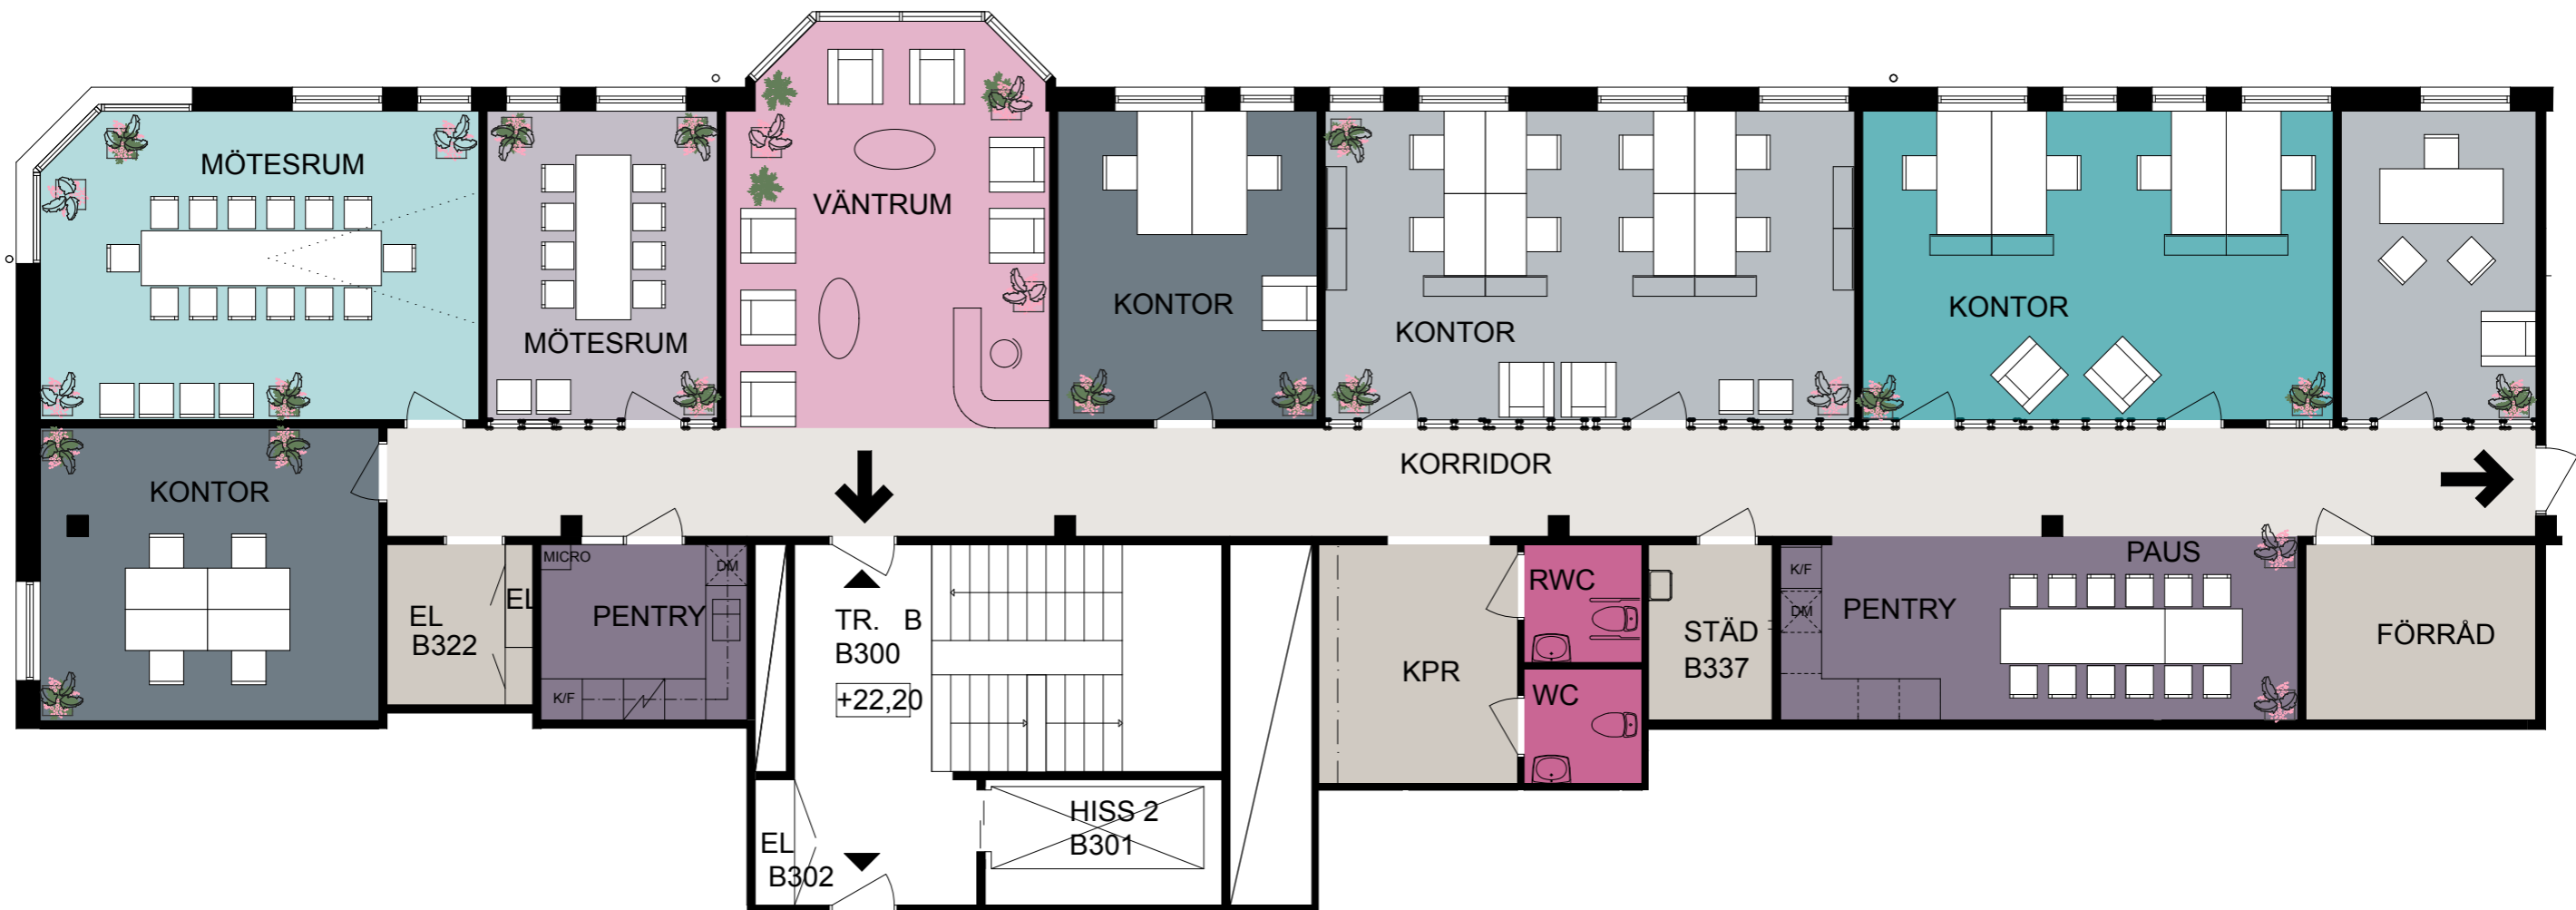 MÖTESRUM
VÄNTRUM
KONTOR
KONTOR
KONTOR
MÖTESRUM
KORRIDOR
KONTOR
MICRO
DM
PENTRY
K/F
EL
B322
EL
TR. B
B300
+22,20
HISS 2
B301
EL
B302
KPR
RWC
WC
STÄD
B337
K/F
DM
PENTRY
PAUS
FÖRRÅD